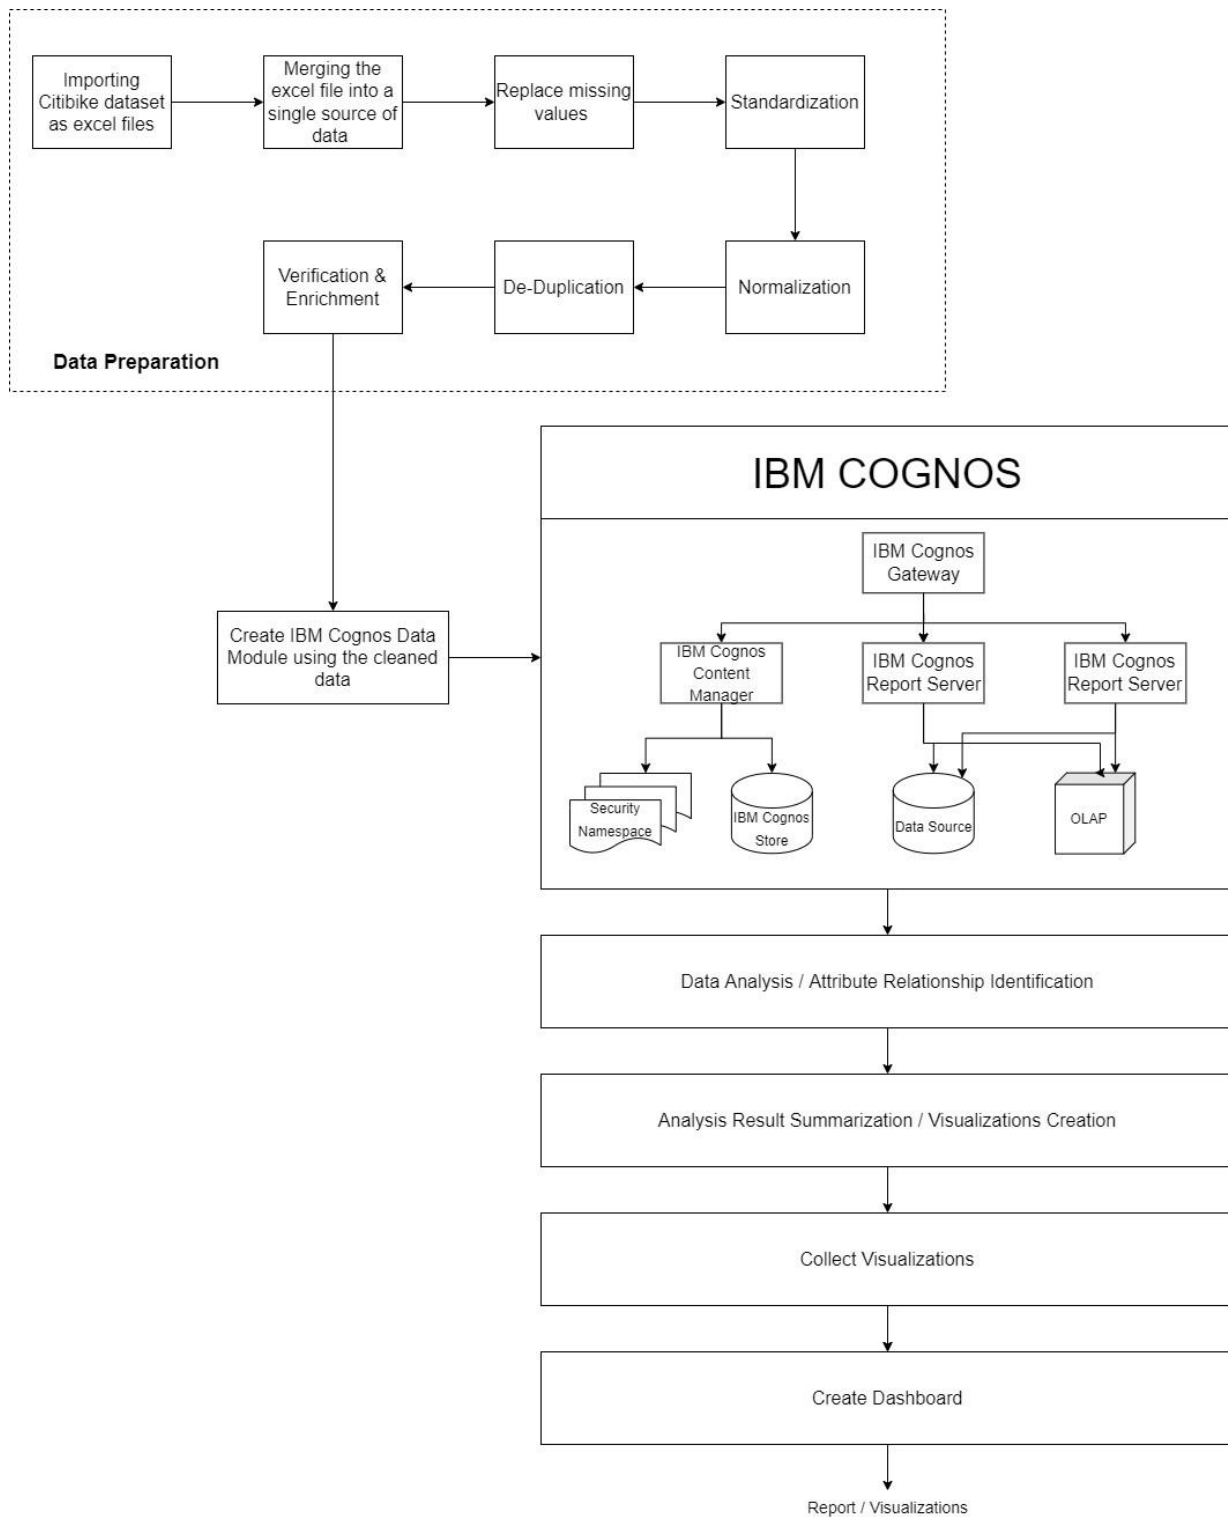 Importing
Citibike dataset
as excel files
Merging the
excel file into a
single source of
data
Replace missing
values
Standardization
Verification &
Enrichment
De-Duplication
Normalization
Data Preparation
IBM COGNOS
IBM Cognos
Gateway
Create IBM Cognos Data
Module using the cleaned
data
IBM Cognos
Content
Manager
IBM Cognos
Report Server
IBM Cognos
Report Server
Security
Namespace
IBM Cognos
Store
Data Source
OLAP
Data Analysis / Attribute Relationship Identification
Analysis Result Summarization / Visualizations Creation
Collect Visualizations
Create Dashboard
Report / Visualizations